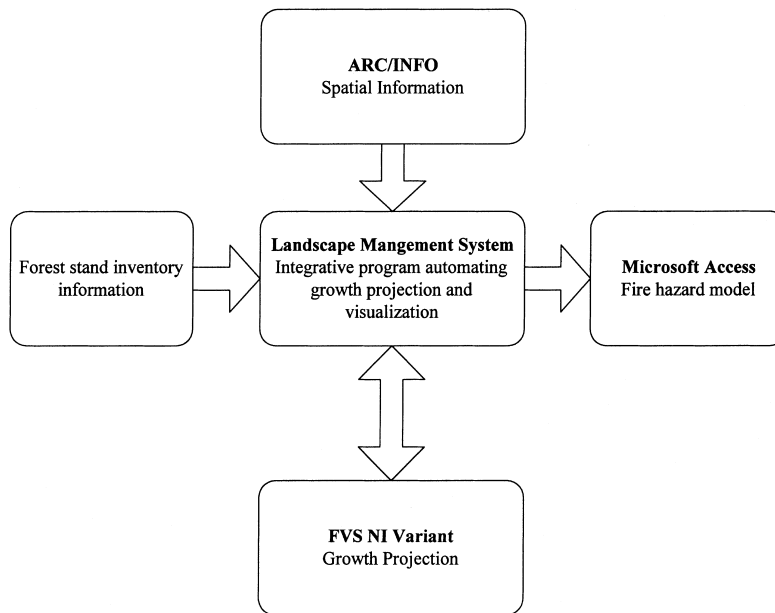 ARC/INFO
Spatial Information
Forest stand inventory
information
Landscape Mangement System
Integrative program automating
growth projection and
visualization
Microsoft Access
Fire hazard model
FVS NI Variant
Growth Projection